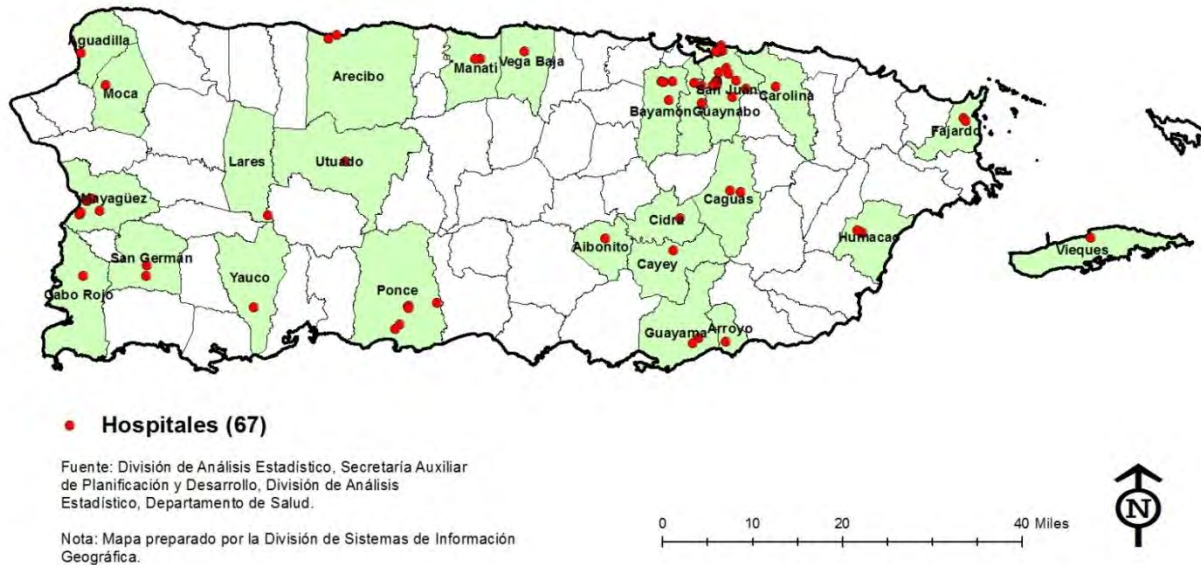 Aguadilla
Moca
Arecibo
Manatí
Vega Baja
San Juan
Carolina
Bayamón
Guaynabo
Fajardo
Lares
Utuado
Mayagüez
Caguas
Cidra
Aibonito
Humacao
Vieques
San Germán
Cayey
Yauco
Cabo Rojo
Ponce
Guayama
Arroyo
Hospitales (67)
Fuente: División de Análisis Estadístico, Secretaría Auxiliar
de Planificación y Desarrollo, División de Análisis
Estadístico, Departamento de Salud.
Nota: Mapa preparado por la División de Sistemas de Información
Geográfica.
0 10 20 40 Miles
N